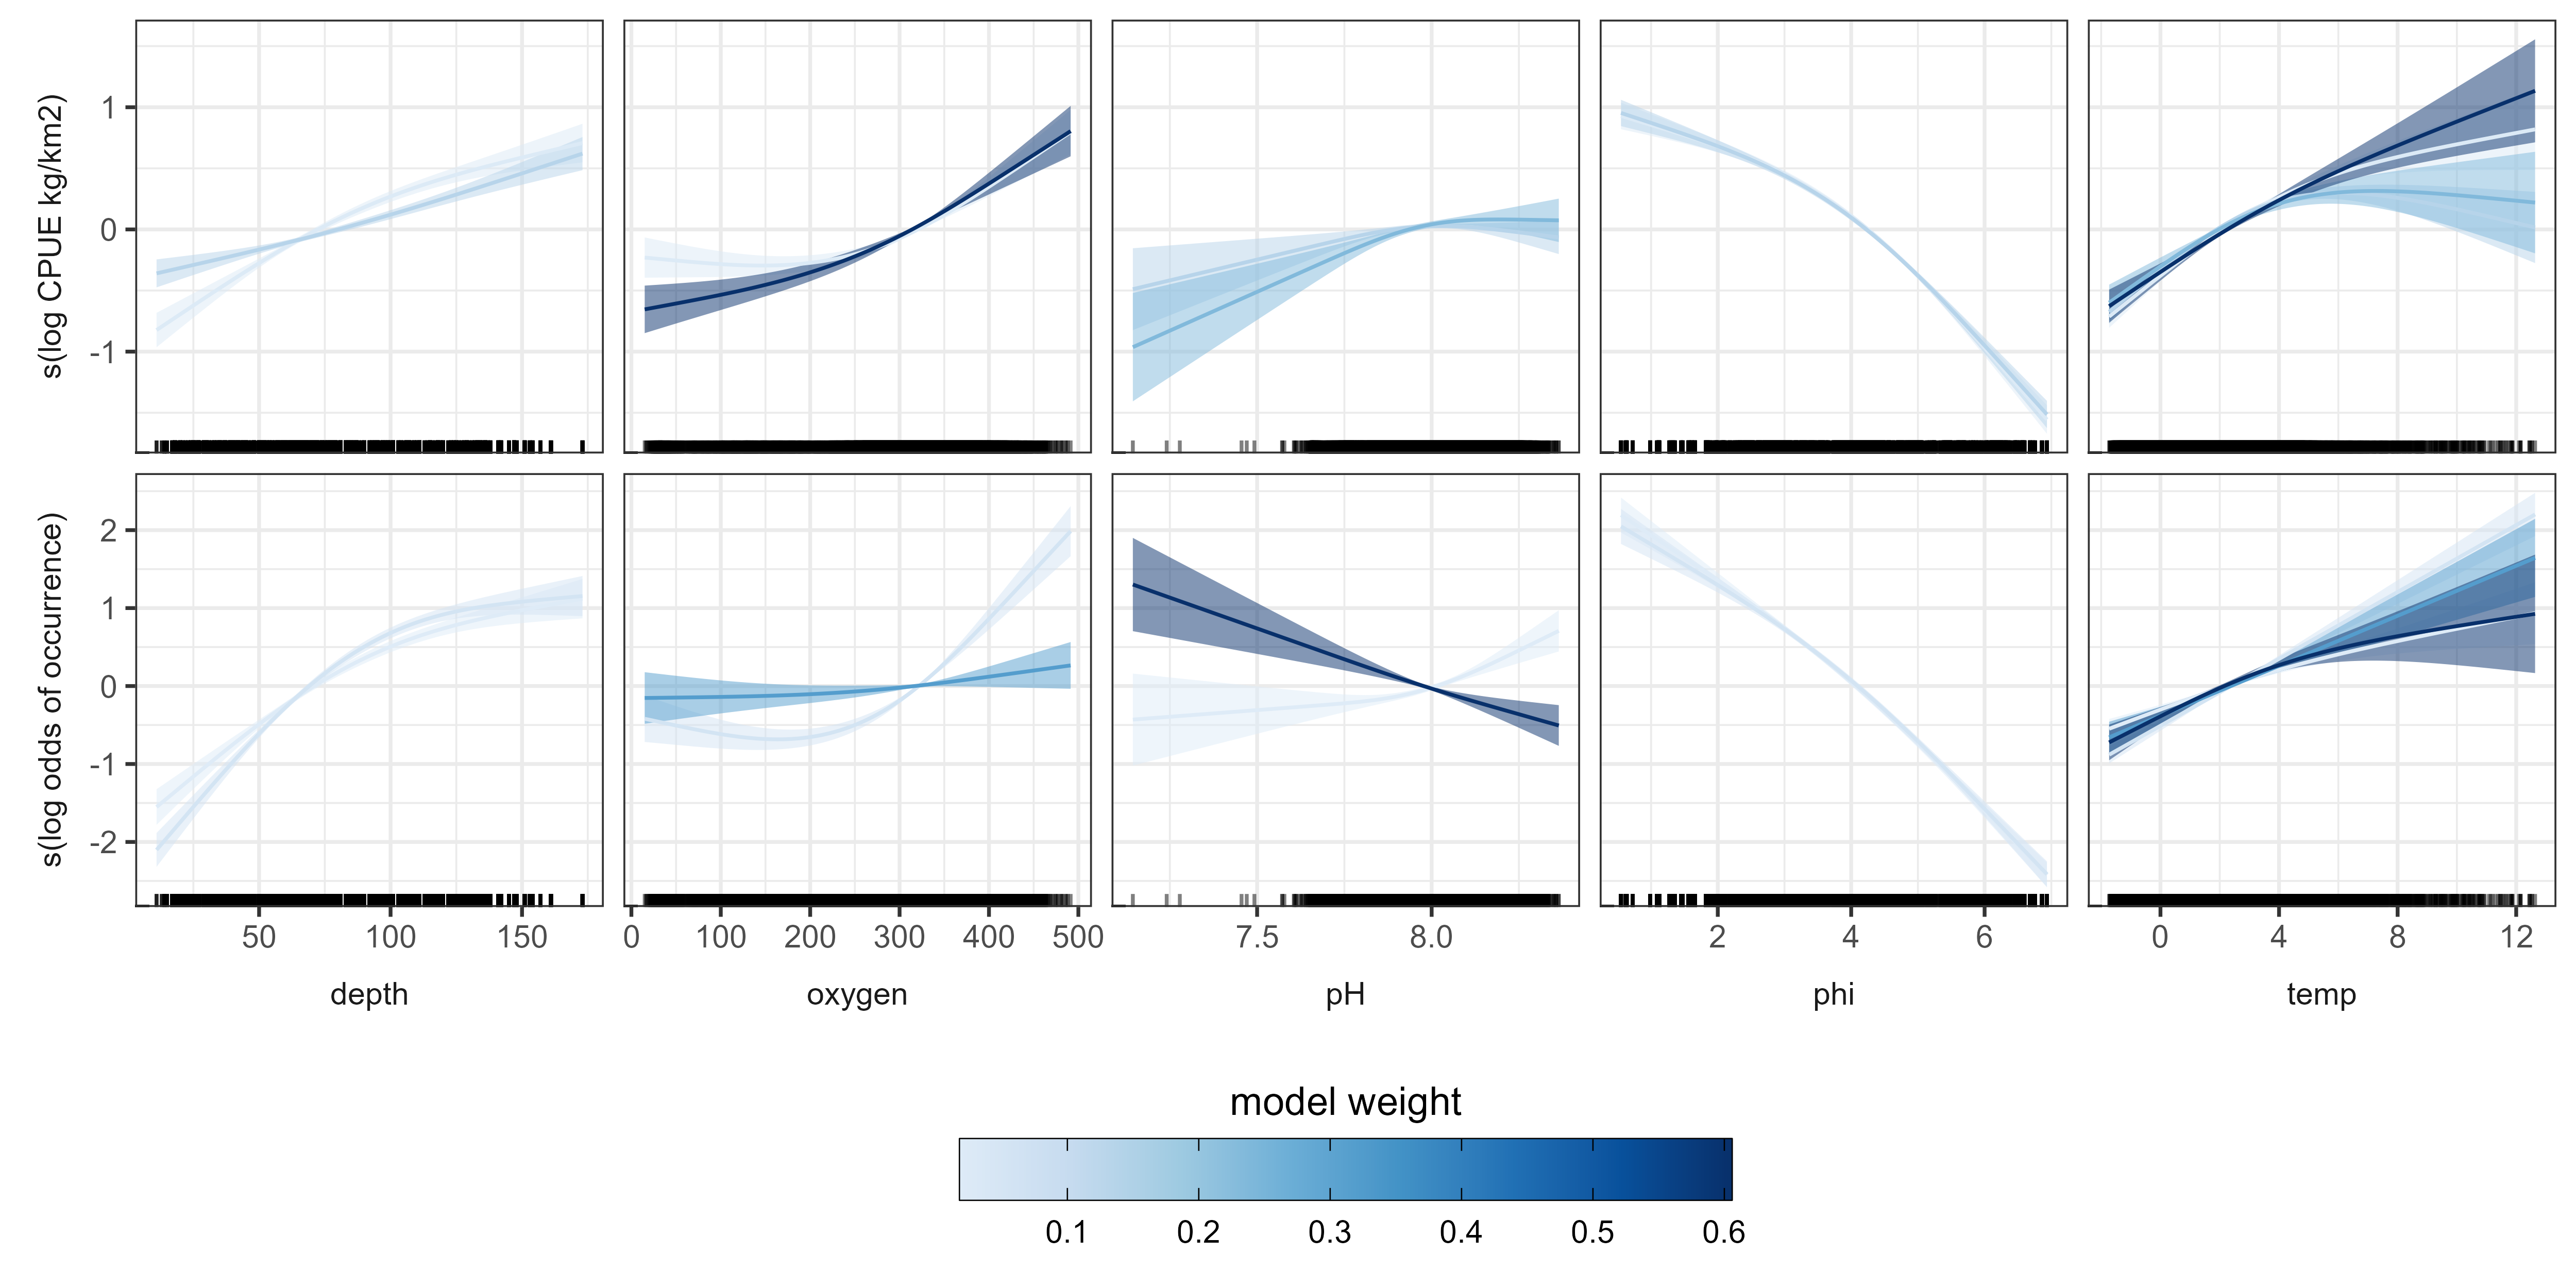 s(log CPUE kg/km2)
1
0
-1
s(log odds of occurrence)
2
1
0
-1
-2
50 100 150
0 100 200 300 400 500
7.5 8.0
2 4 6
0 4 8 12
depth
oxygen
pH
phi
temp
model weight
0.1 0.2 0.3 0.4 0.5 0.6